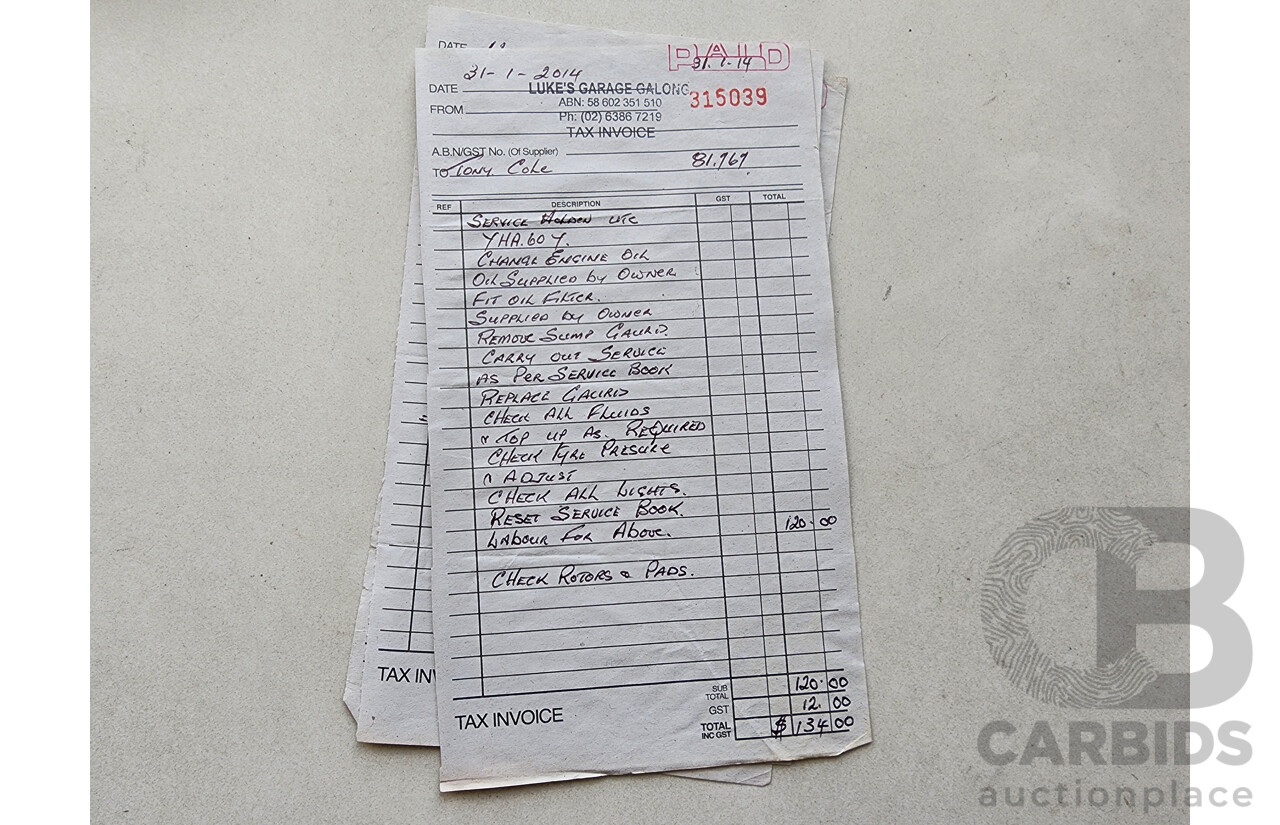 DATE
PAID
31-1-2014
31.1.14
DATE LUKE'S GARAGE GALONG
315039
FROM ABN: 58 602 351 510
Ph: (02) 6386 7219
TAX INVOICE
A.B.N/GST No. (Of Supplier)
TO Tony Cole 81,767
REF DESCRIPTION GST TOTAL
SERVICE HOLDEN UTE
YHA.60Y.
CHANGE ENGINE OIL
OIL SUPPLIED by OWNER
FIT OIL FILTER.
SUPPLIED by OWNER
REMOVE SUMP GAURD.
CARRY OUT SERVICE
AS PER SERVICE BOOK
REPLACE GAURD
CHECK ALL FLUIDS
& TOP UP AS. REQUIRED
CHECK TYRE PRESURE
& ADJUST
CHECK ALL LIGHTS.
RESET SERVICE BOOK.
LABOUR FOR ABOVE. 120.00
CHECK ROTORS & PADS.
SUB TOTAL 120.00
GST 12.00
TOTAL INC GST $134 00
TAX INVOICE
TAX IN
CARBIDS
auctionplace